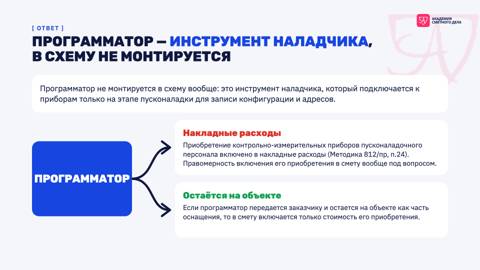 [ ОТВЕТ ]
АКАДЕМИЯ
СМЕТНОГО ДЕЛА
ПРОГРАММАТОР — ИНСТРУМЕНТ НАЛАДЧИКА,
В СХЕМУ НЕ МОНТИРУЕТСЯ
Программатор не монтируется в схему вообще: это инструмент наладчика, который подключается к
приборам только на этапе пусконаладки для записи конфигурации и адресов.
ПРОГРАММАТОР
Накладные расходы
Приобретение контрольно-измерительных приборов пусконаладочного
персонала включено в накладные расходы (Методика 812/пр, п.24).
Правомерность включения его приобретения в смету вообще под вопросом.
Остаётся на объекте
Если программатор передается заказчику и остается на объекте как часть
оснащения, то в смету включается только стоимость его приобретения.